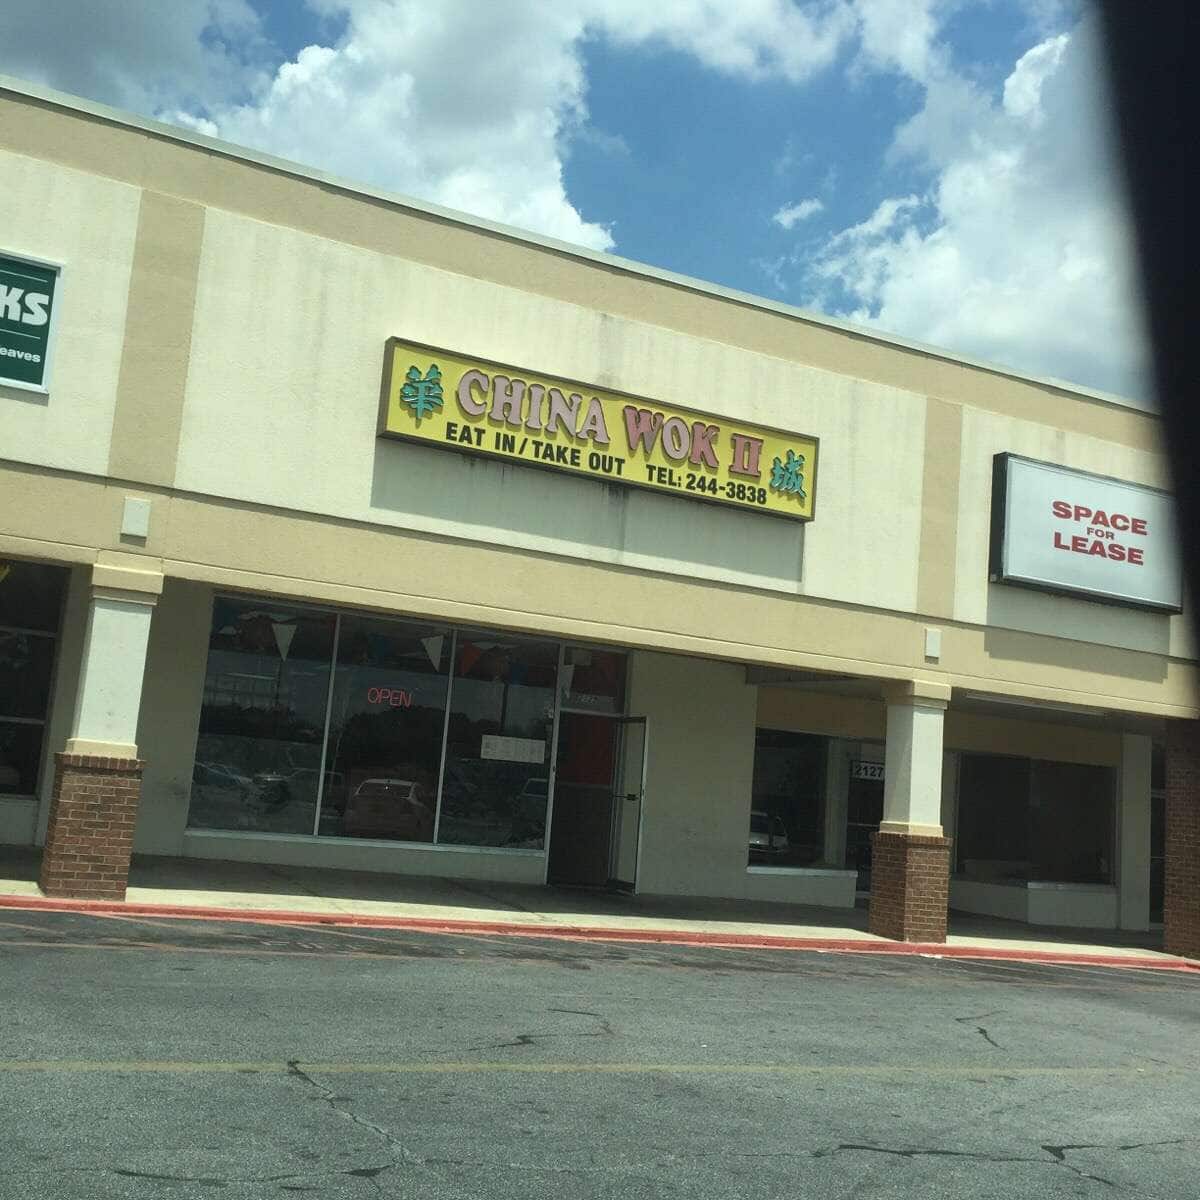 KS
eaves
華 CHINA WOK II 城
EAT IN/TAKE OUT TEL: 244-3838
SPACE
FOR
LEASE
OPEN
2127